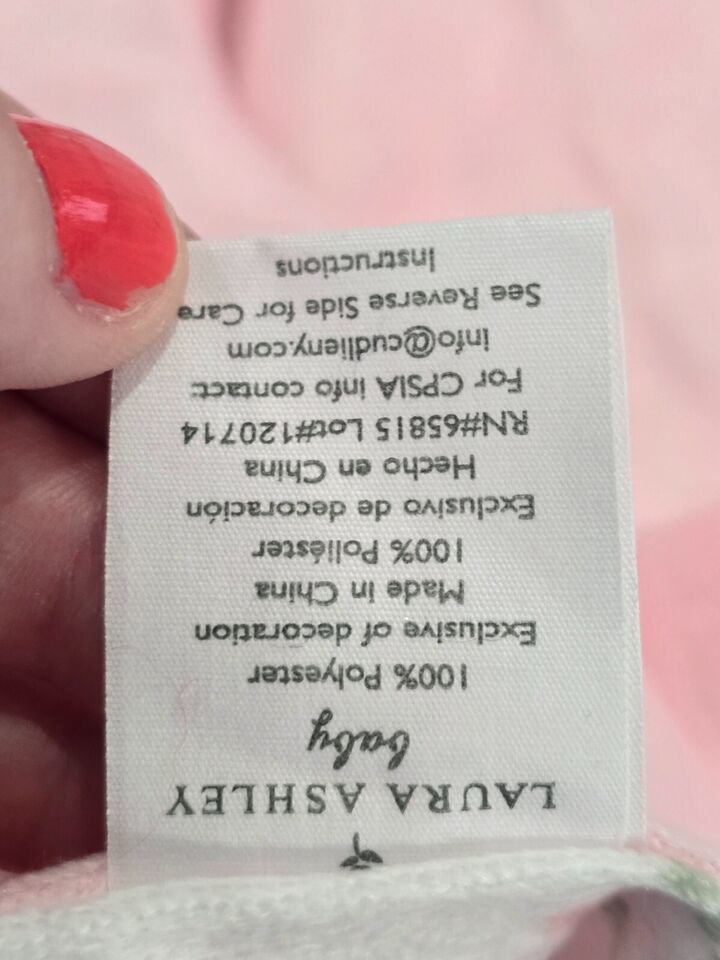 LAURA ASHLEY
baby
100% Polyester
Exclusive of decoration
Made in China
100% Poliéster
Exclusivo de decoración
Hecho en China
RN#65815 Lot#120714
For CPSIA info contact:
info@cudlieny.com
See Reverse Side for Care
Instructions